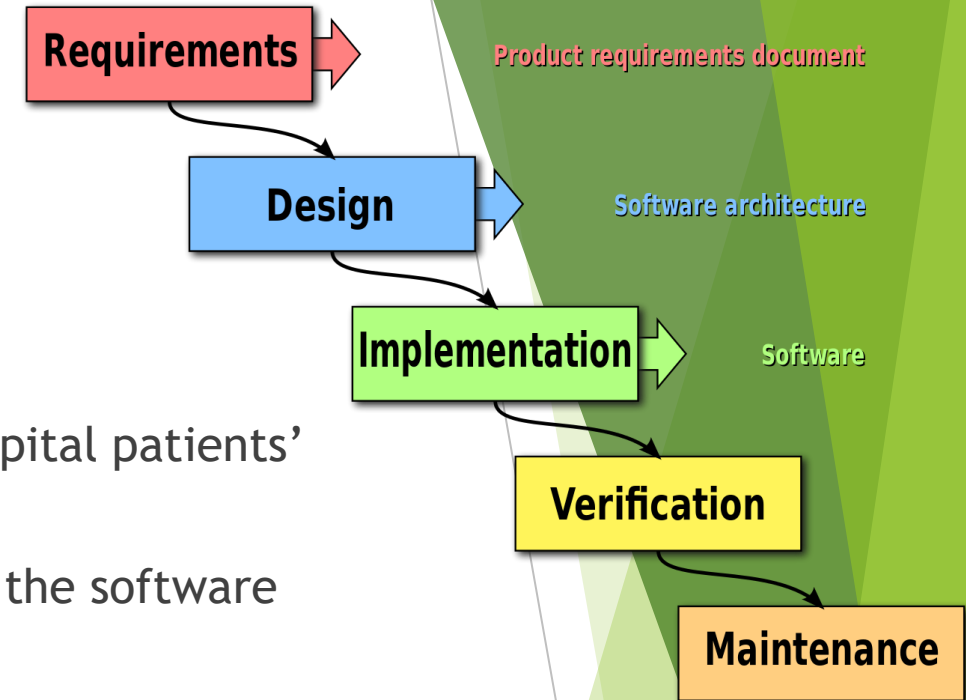 Requirements
Product requirements document
Design
Software architecture
Implementation
Software
pital patients’
Verification
the software
Maintenance